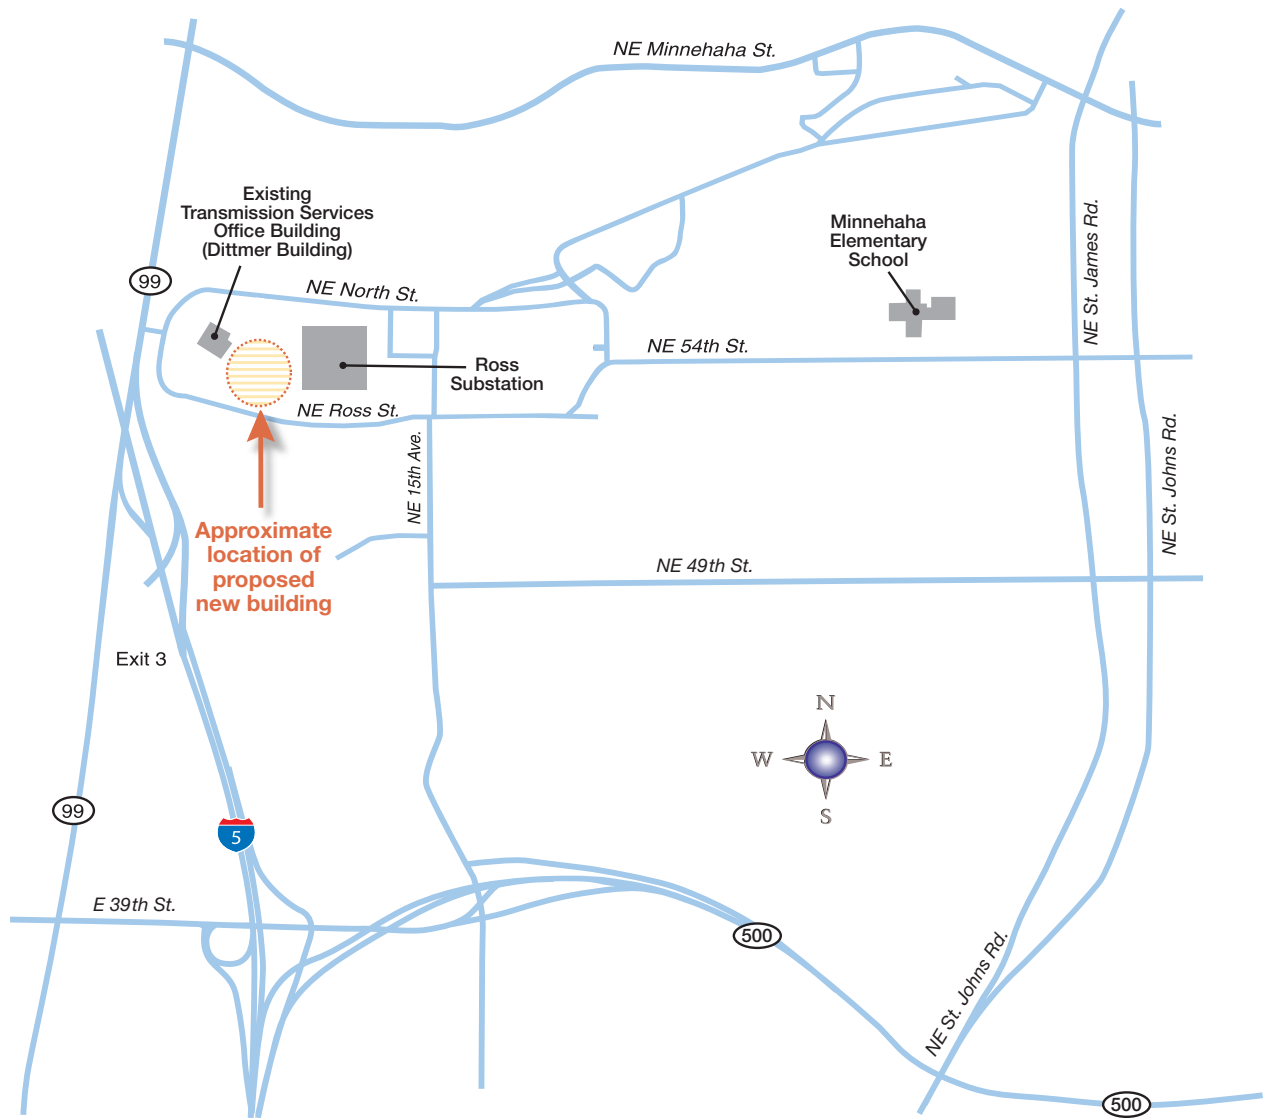 NE Minnehaha St.
Existing
Transmission Services
Office Building
(Dittmer Building)
Minnehaha
Elementary
School
NE St. James Rd.
99
NE North St.
NE 54th St.
Ross
Substation
NE Ross St.
NE 15th Ave.
NE St. Johns Rd.
Approximate
location of
proposed
new building
NE 49th St.
Exit 3
N
W
E
S
99
5
E 39th St.
500
NE St. Johns Rd.
500